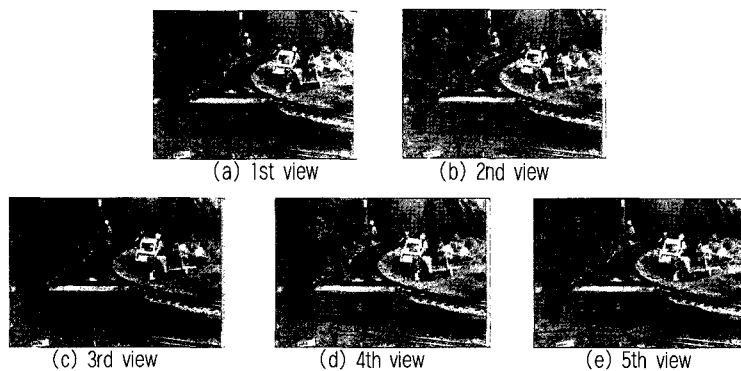 (a) 1st view
(b) 2nd view
(c) 3rd view
(d) 4th view
(e) 5th view